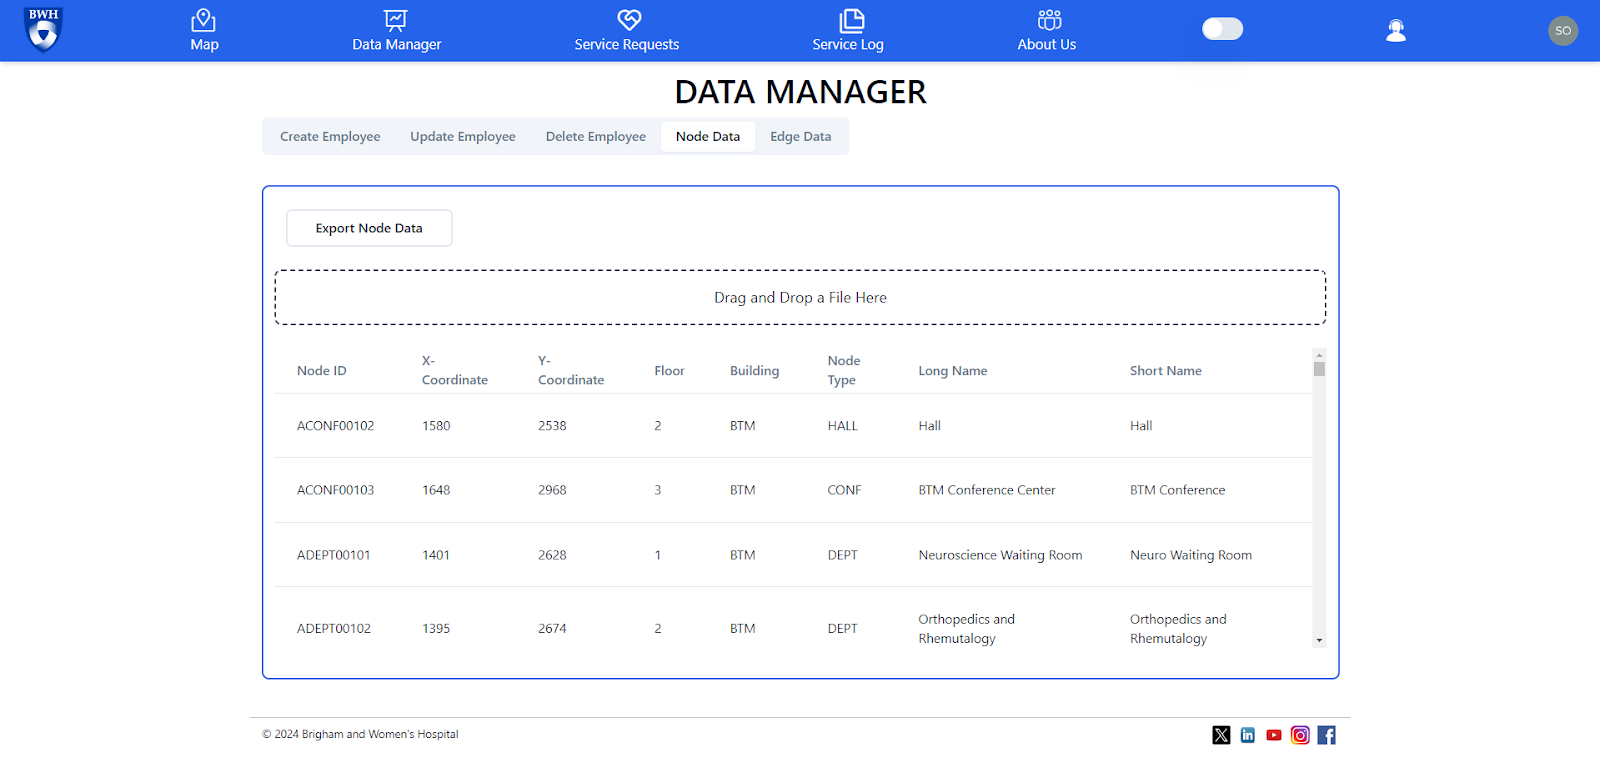 BWH
Map
Data Manager
Service Requests
Service Log
About Us
SO
DATA MANAGER
Create Employee Update Employee Delete Employee Node Data Edge Data
Export Node Data
Drag and Drop a File Here
Node ID X-Coordinate Y-Coordinate Floor Building Node Type Long Name Short Name
ACONF00102 1580 2538 2 BTM HALL Hall Hall
ACONF00103 1648 2968 3 BTM CONF BTM Conference Center BTM Conference
ADEPT00101 1401 2628 1 BTM DEPT Neuroscience Waiting Room Neuro Waiting Room
ADEPT00102 1395 2674 2 BTM DEPT Orthopedics and Rhemutalogy Orthopedics and Rhemutalogy
© 2024 Brigham and Women's Hospital